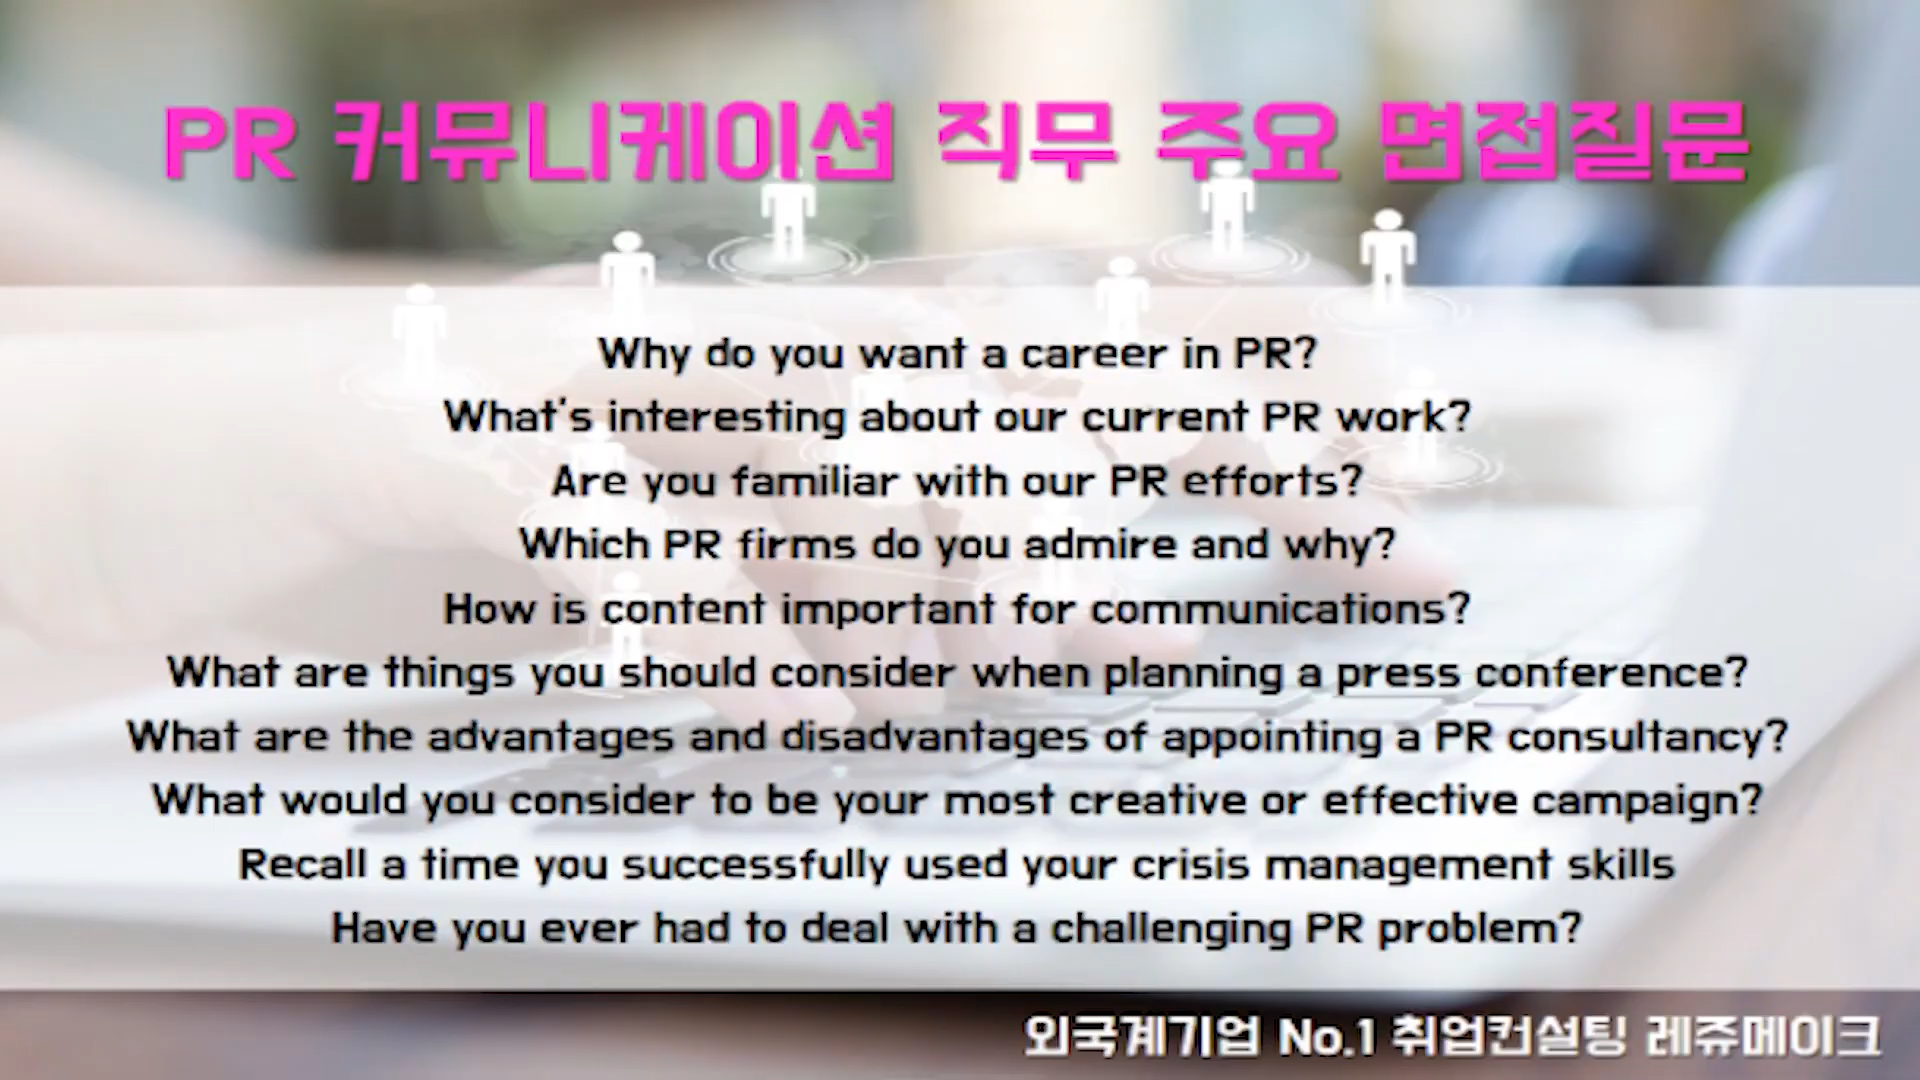 PR 커뮤니케이션 직무 주요 면접질문
Why do you want a career in PR?
What's interesting about our current PR work?
Are you familiar with our PR efforts?
Which PR firms do you admire and why?
How is content important for communications?
What are things you should consider when planning a press conference?
What are the advantages and disadvantages of appointing a PR consultancy?
What would you consider to be your most creative or effective campaign?
Recall a time you successfully used your crisis management skills
Have you ever had to deal with a challenging PR problem?
외국계기업 No.1 취업컨설팅 레쥬메이크